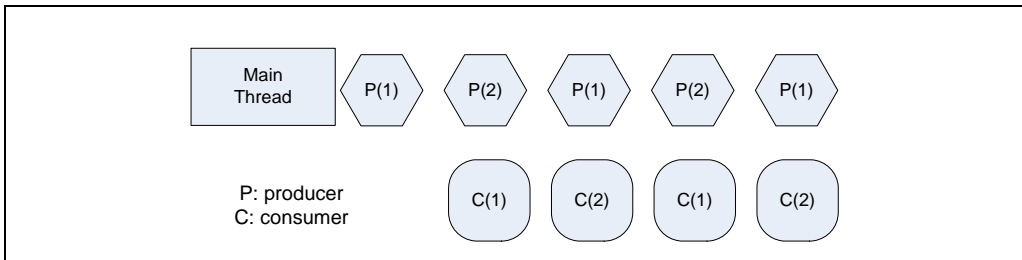 Main
Thread
P(1)
P(2)
P(1)
P(2)
P(1)
P: producer
C: consumer
C(1)
C(2)
C(1)
C(2)